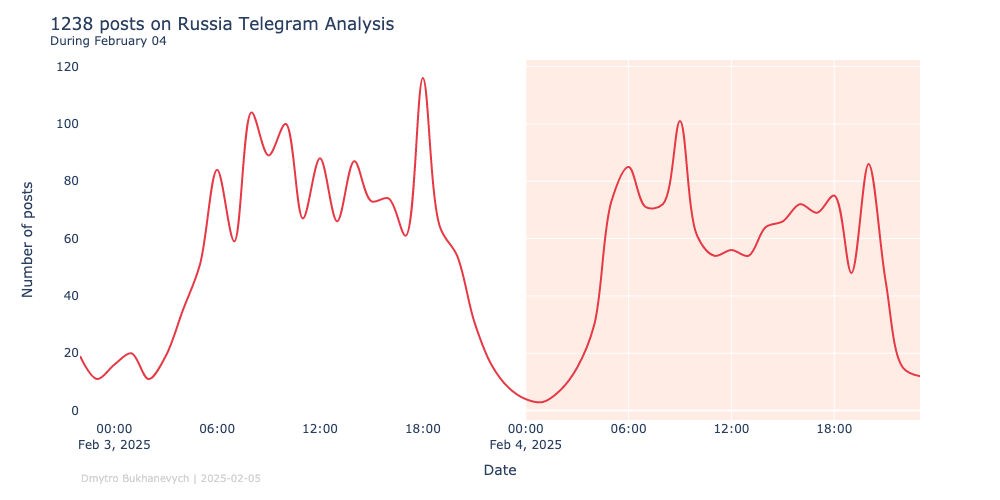 1238 posts on Russia Telegram Analysis
During February 04
120
100
80
60
40
20
0
Number of posts
00:00 06:00 12:00 18:00 00:00 06:00 12:00 18:00
Feb 3, 2025 Feb 4, 2025
Date
Dmytro Bukhanevych | 2025-02-05